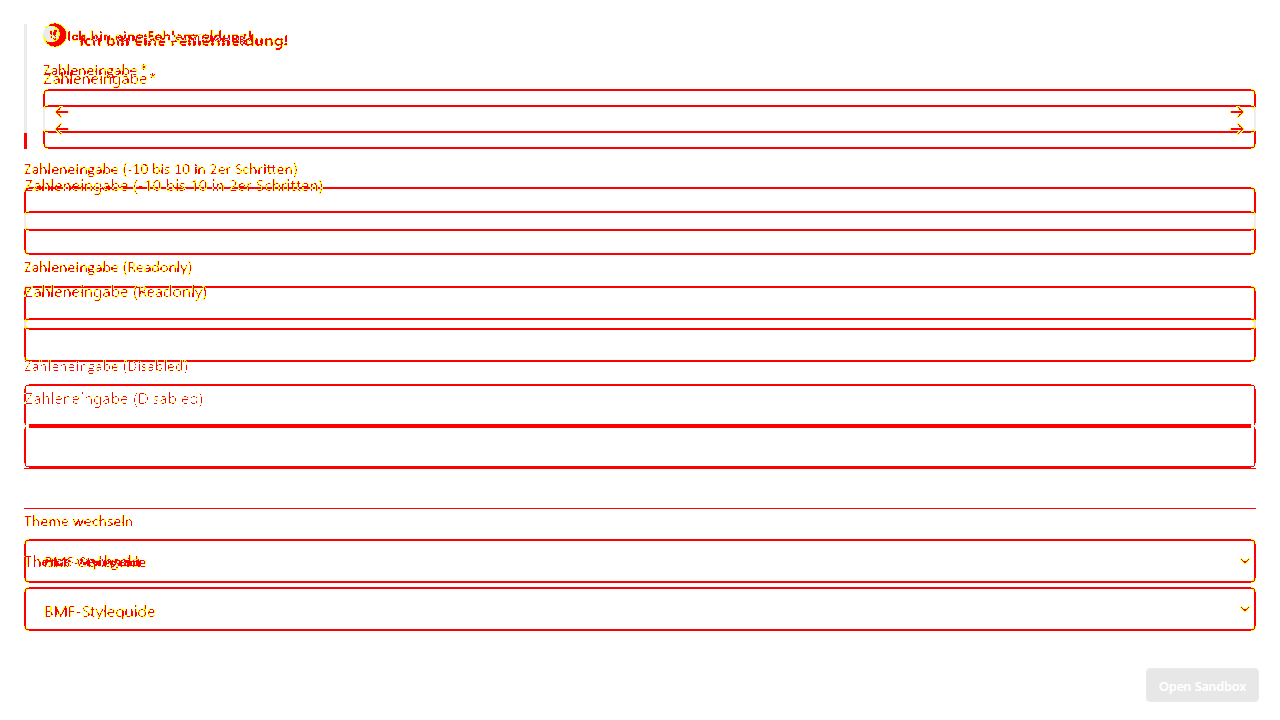 Ich bin eine Fehlermeldung!
Ich bin eine Fehlermeldung!
Zahleneingabe *
Zahleneingabe *
Zahleneingabe (-10 bis 10 in 2er Schritten)
Zahleneingabe (-10 bis 10 in 2er Schritten)
Zahleneingabe (Readonly)
Zahleneingabe (Readonly)
Zahleneingabe (Disabled)
Zahleneingabe (Disabled)
Theme wechseln
Theme wechseln
BMF-Styleguide
BMF-Styleguide
Open Sandbox